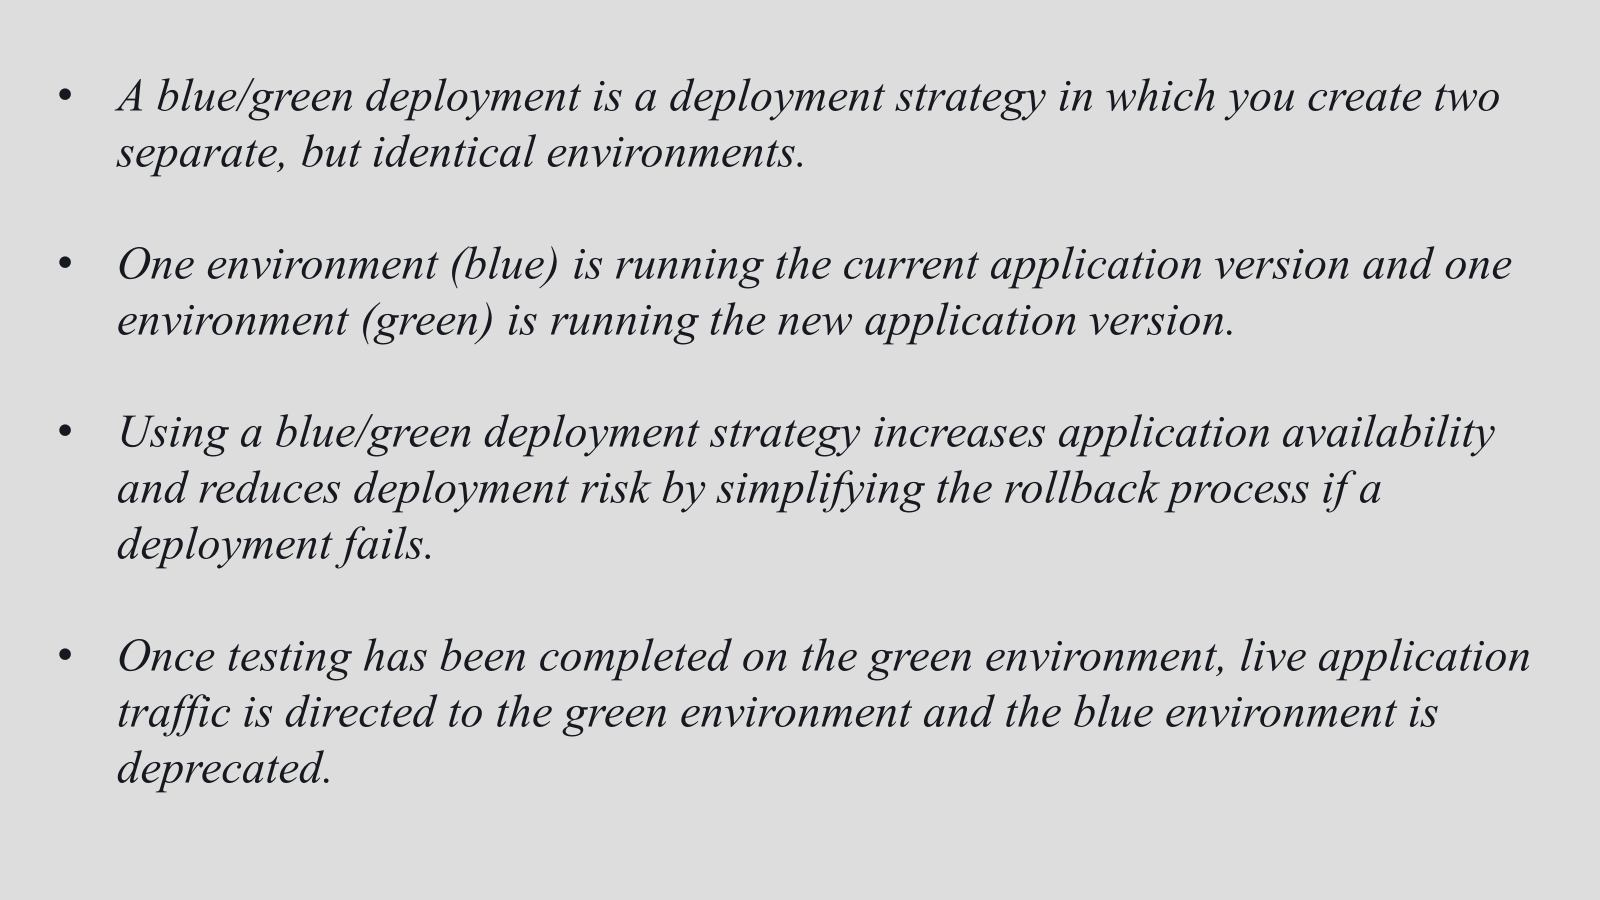 • A blue/green deployment is a deployment strategy in which you create two
separate, but identical environments.
• One environment (blue) is running the current application version and one
environment (green) is running the new application version.
• Using a blue/green deployment strategy increases application availability
and reduces deployment risk by simplifying the rollback process if a
deployment fails.
• Once testing has been completed on the green environment, live application
traffic is directed to the green environment and the blue environment is
deprecated.